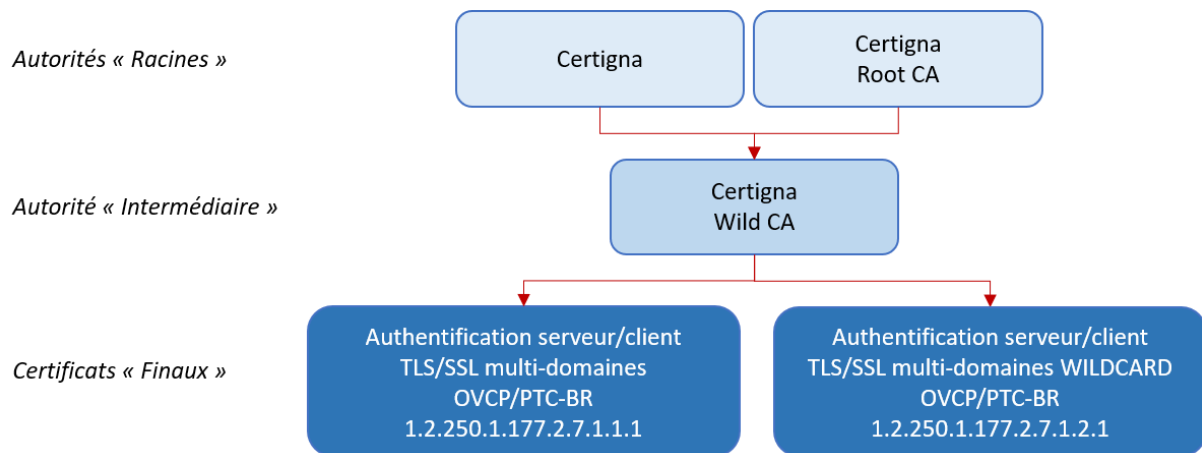 Autorités « Racines »
Certigna
Certigna
Root CA
Autorité « Intermédiaire »
Certigna
Wild CA
Certificats « Finaux »
Authentification serveur/client
TLS/SSL multi-domaines
OVCP/PTC-BR
1.2.250.1.177.2.7.1.1.1
Authentification serveur/client
TLS/SSL multi-domaines WILDCARD
OVCP/PTC-BR
1.2.250.1.177.2.7.1.2.1